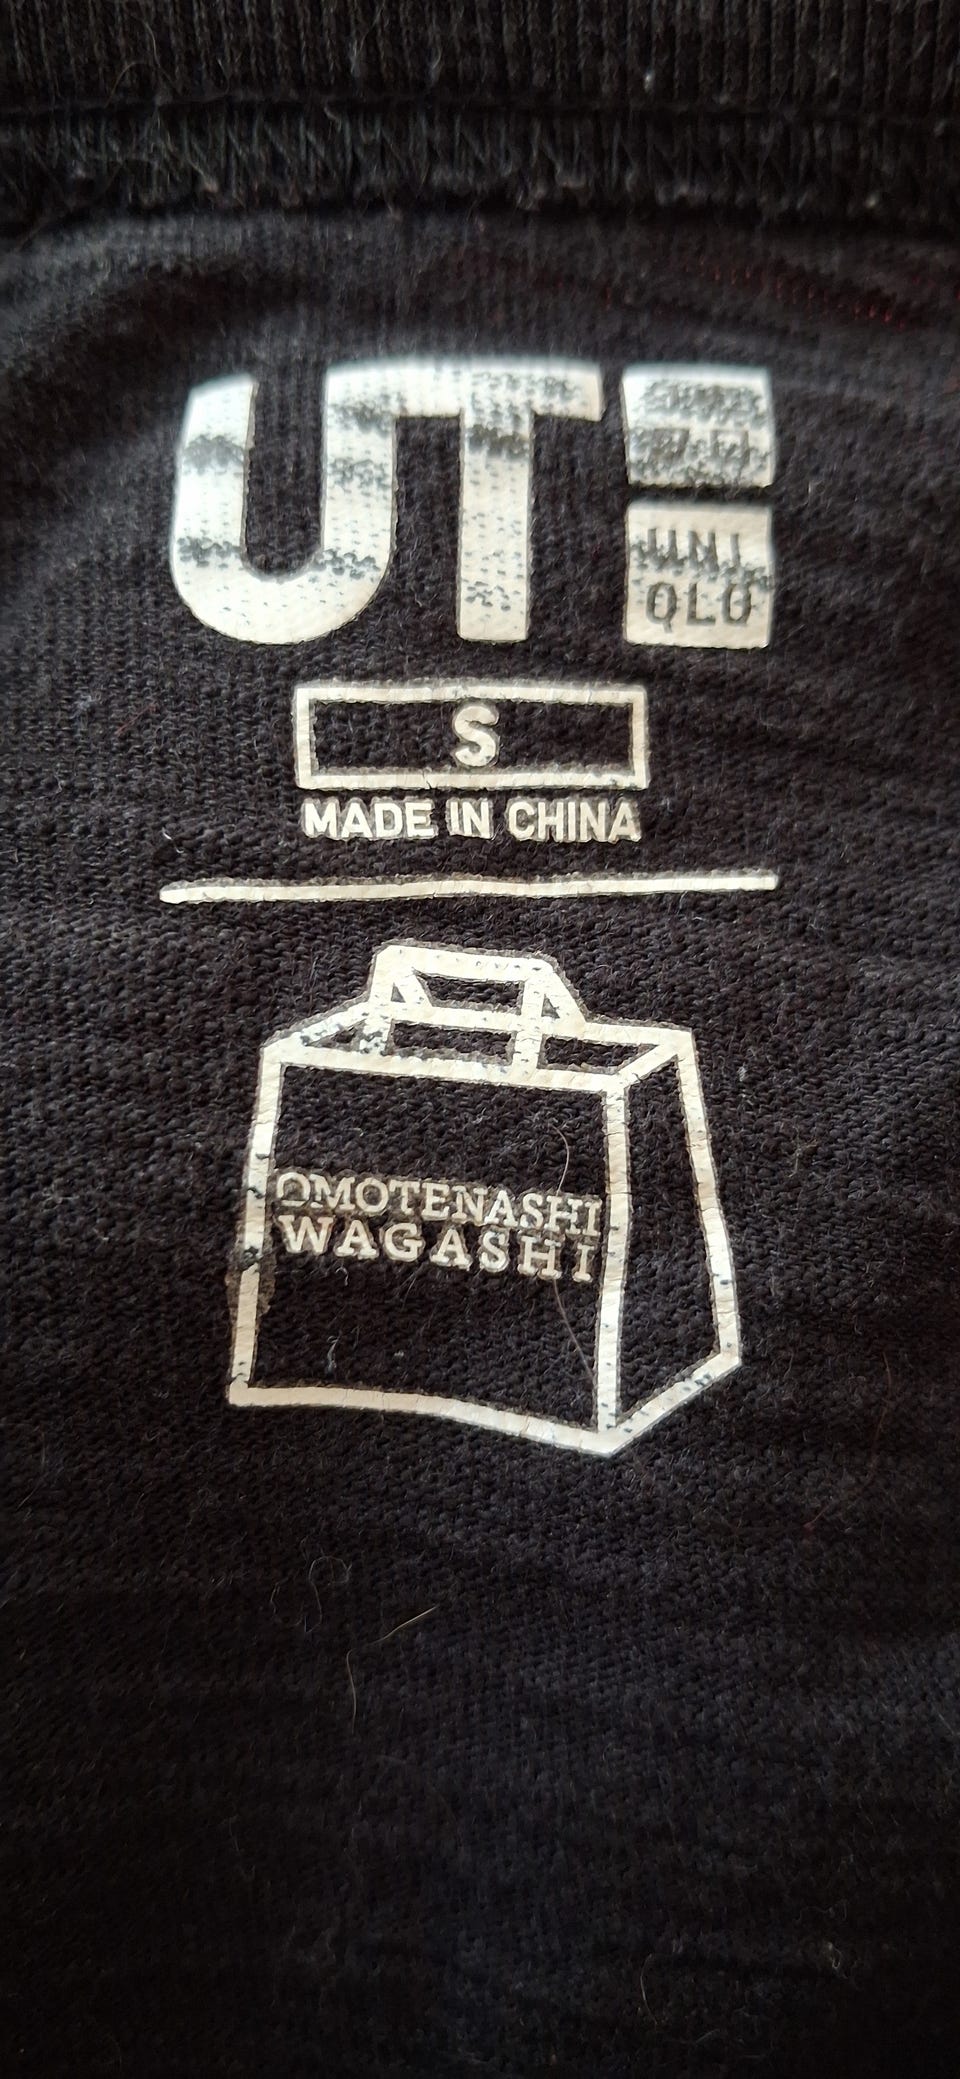 UT
UNI
QLO
S
MADE IN CHINA
OMOTENASHI
WAGASHI